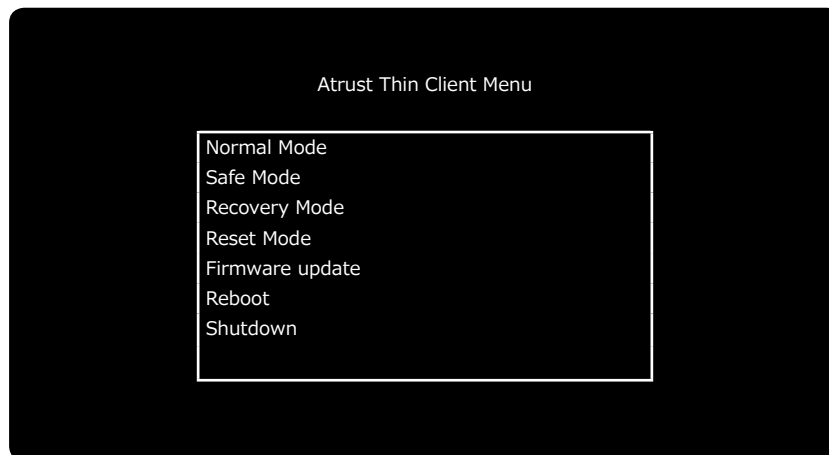 Atrust Thin Client Menu
Normal Mode
Safe Mode
Recovery Mode
Reset Mode
Firmware update
Reboot
Shutdown